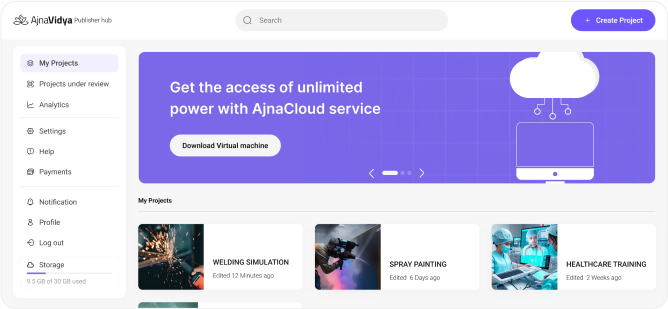 AjnaVidya Publisher hub
Search
+ Create Project
My Projects
Projects under review
Analytics
Settings
Help
Payments
Notification
Profile
Log out
Storage
9.5 GB of 30 GB used
Get the access of unlimited
power with AjnaCloud service
Download Virtual machine
My Projects
WELDING SIMULATION
Edited 12 Minutes ago
SPRAY PAINTING
Edited 6 Days ago
HEALTHCARE TRAINING
Edited 2 Weeks ago